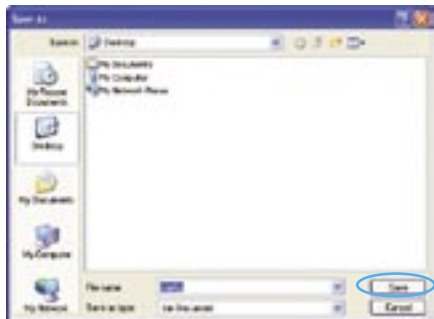 Save As
Save in: Desktop
My Documents
My Computer
My Network Places
My Recent Documents
Desktop
My Documents
My Computer
My Network
File name:
Save
Save as type:
Cancel